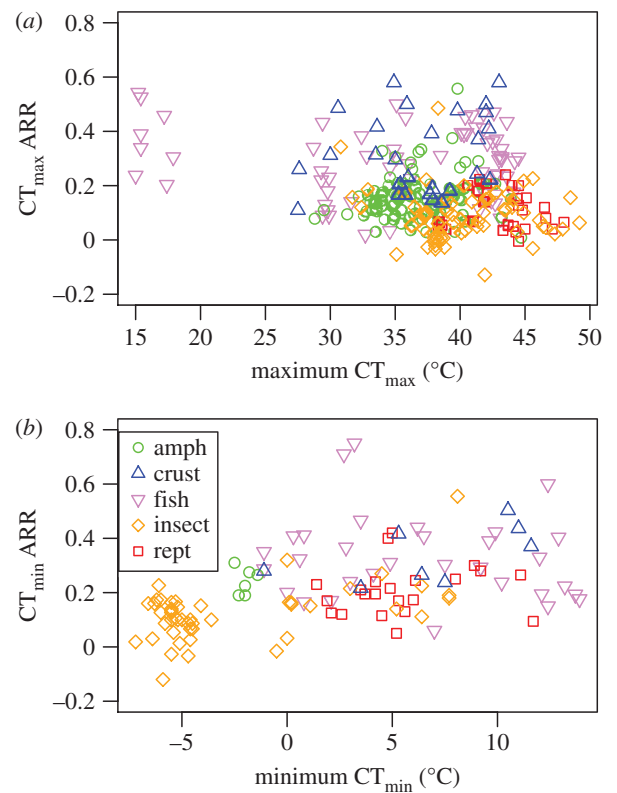 (a)
0.8
0.6
0.4
0.2
0
–0.2
CTmax ARR
15 20 25 30 35 40 45 50
maximum CTmax (°C)
(b)
0.8
0.6
0.4
0.2
0
–0.2
CTmin ARR
amph
crust
fish
insect
rept
–5 0 5 10
minimum CTmin (°C)